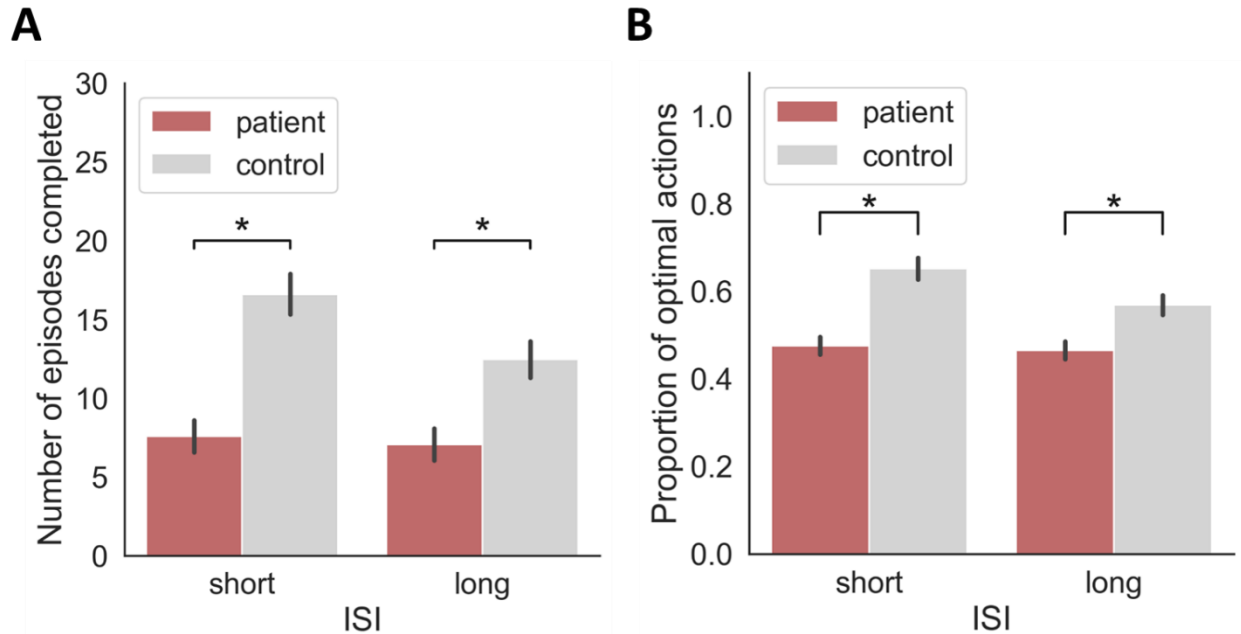 A
Number of episodes completed
30
25
20
15
10
5
0
patient
control
*
*
short
long
ISI
B
Proportion of optimal actions
1.0
0.8
0.6
0.4
0.2
0.0
patient
control
*
*
short
long
ISI